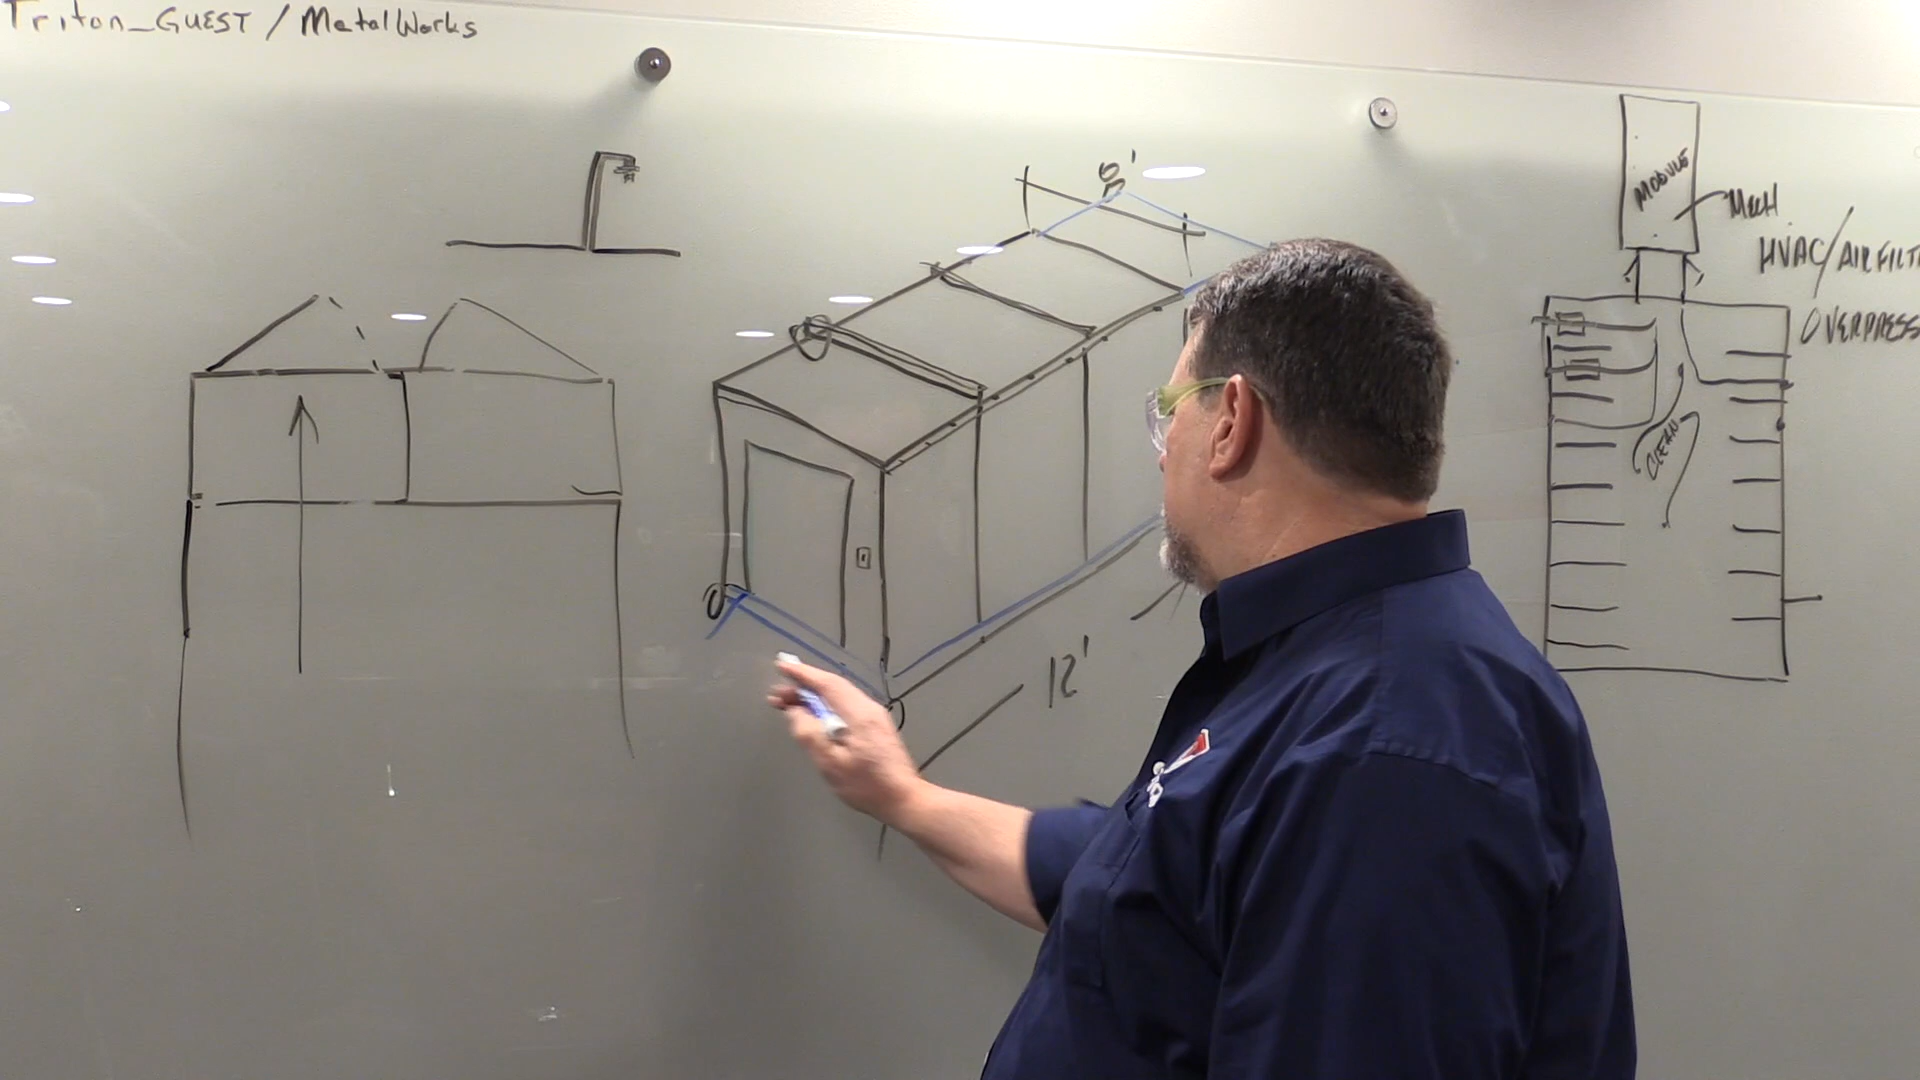 Triton_GUEST / MetalWorks
8'
12'
MODULE
MECH
HVAC/AIR FILT
OVERPRESS
CLEAN